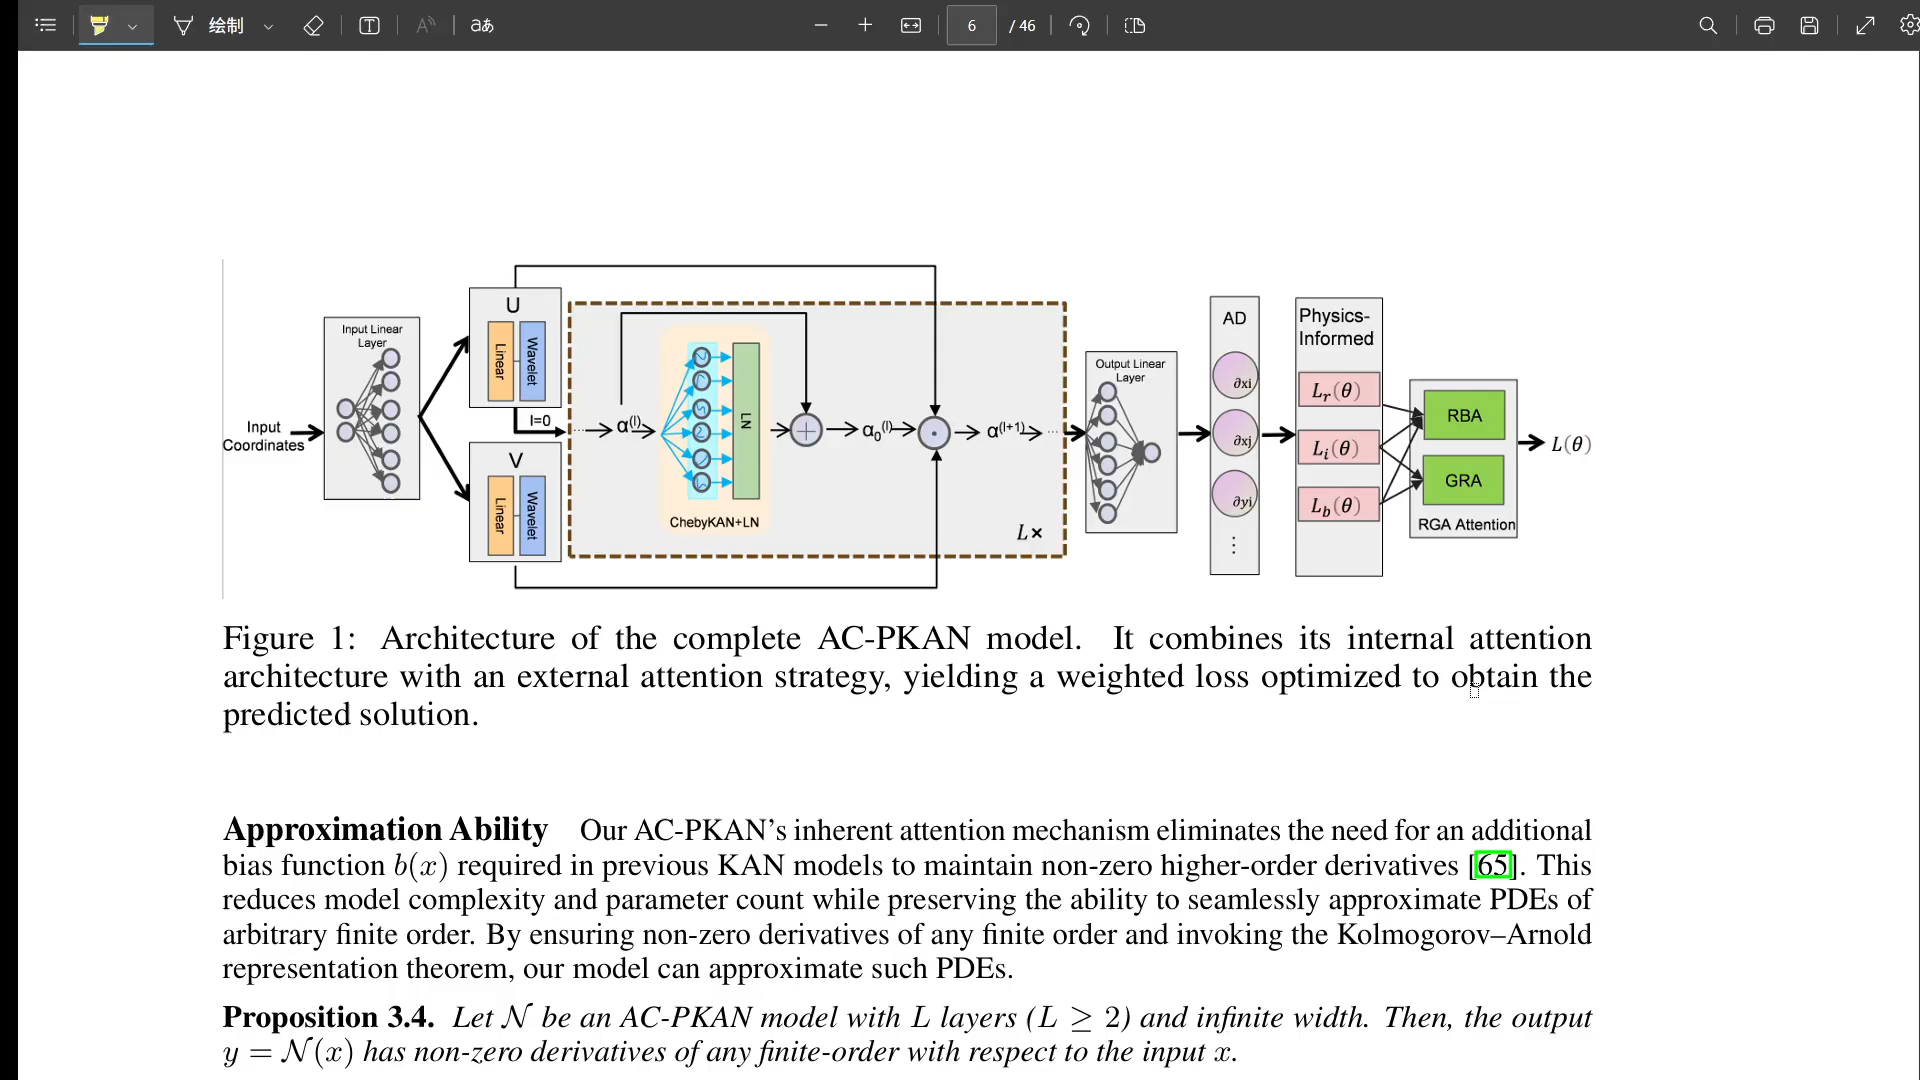 绘制
aあ
6
/ 46
Input Linear
Layer
Input
Coordinates
U
Linear
Wavelet
l=0
V
Linear
Wavelet
α⁽ˡ⁾
LN
ChebyKAN+LN
α₀⁽ˡ⁾
α⁽ˡ⁺¹⁾
L×
Output Linear
Layer
AD
∂xi
∂xj
∂yi
Physics-
Informed
Lr(θ)
Li(θ)
Lb(θ)
RBA
GRA
RGA Attention
L(θ)
Figure 1: Architecture of the complete AC-PKAN model. It combines its internal attention
architecture with an external attention strategy, yielding a weighted loss optimized to obtain the
predicted solution.
Approximation Ability Our AC-PKAN’s inherent attention mechanism eliminates the need for an additional
bias function b(x) required in previous KAN models to maintain non-zero higher-order derivatives [65]. This
reduces model complexity and parameter count while preserving the ability to seamlessly approximate PDEs of
arbitrary finite order. By ensuring non-zero derivatives of any finite order and invoking the Kolmogorov–Arnold
representation theorem, our model can approximate such PDEs.
Proposition 3.4. Let 𝒩 be an AC-PKAN model with L layers (L ≥ 2) and infinite width. Then, the output
y = 𝒩(x) has non-zero derivatives of any finite-order with respect to the input x.